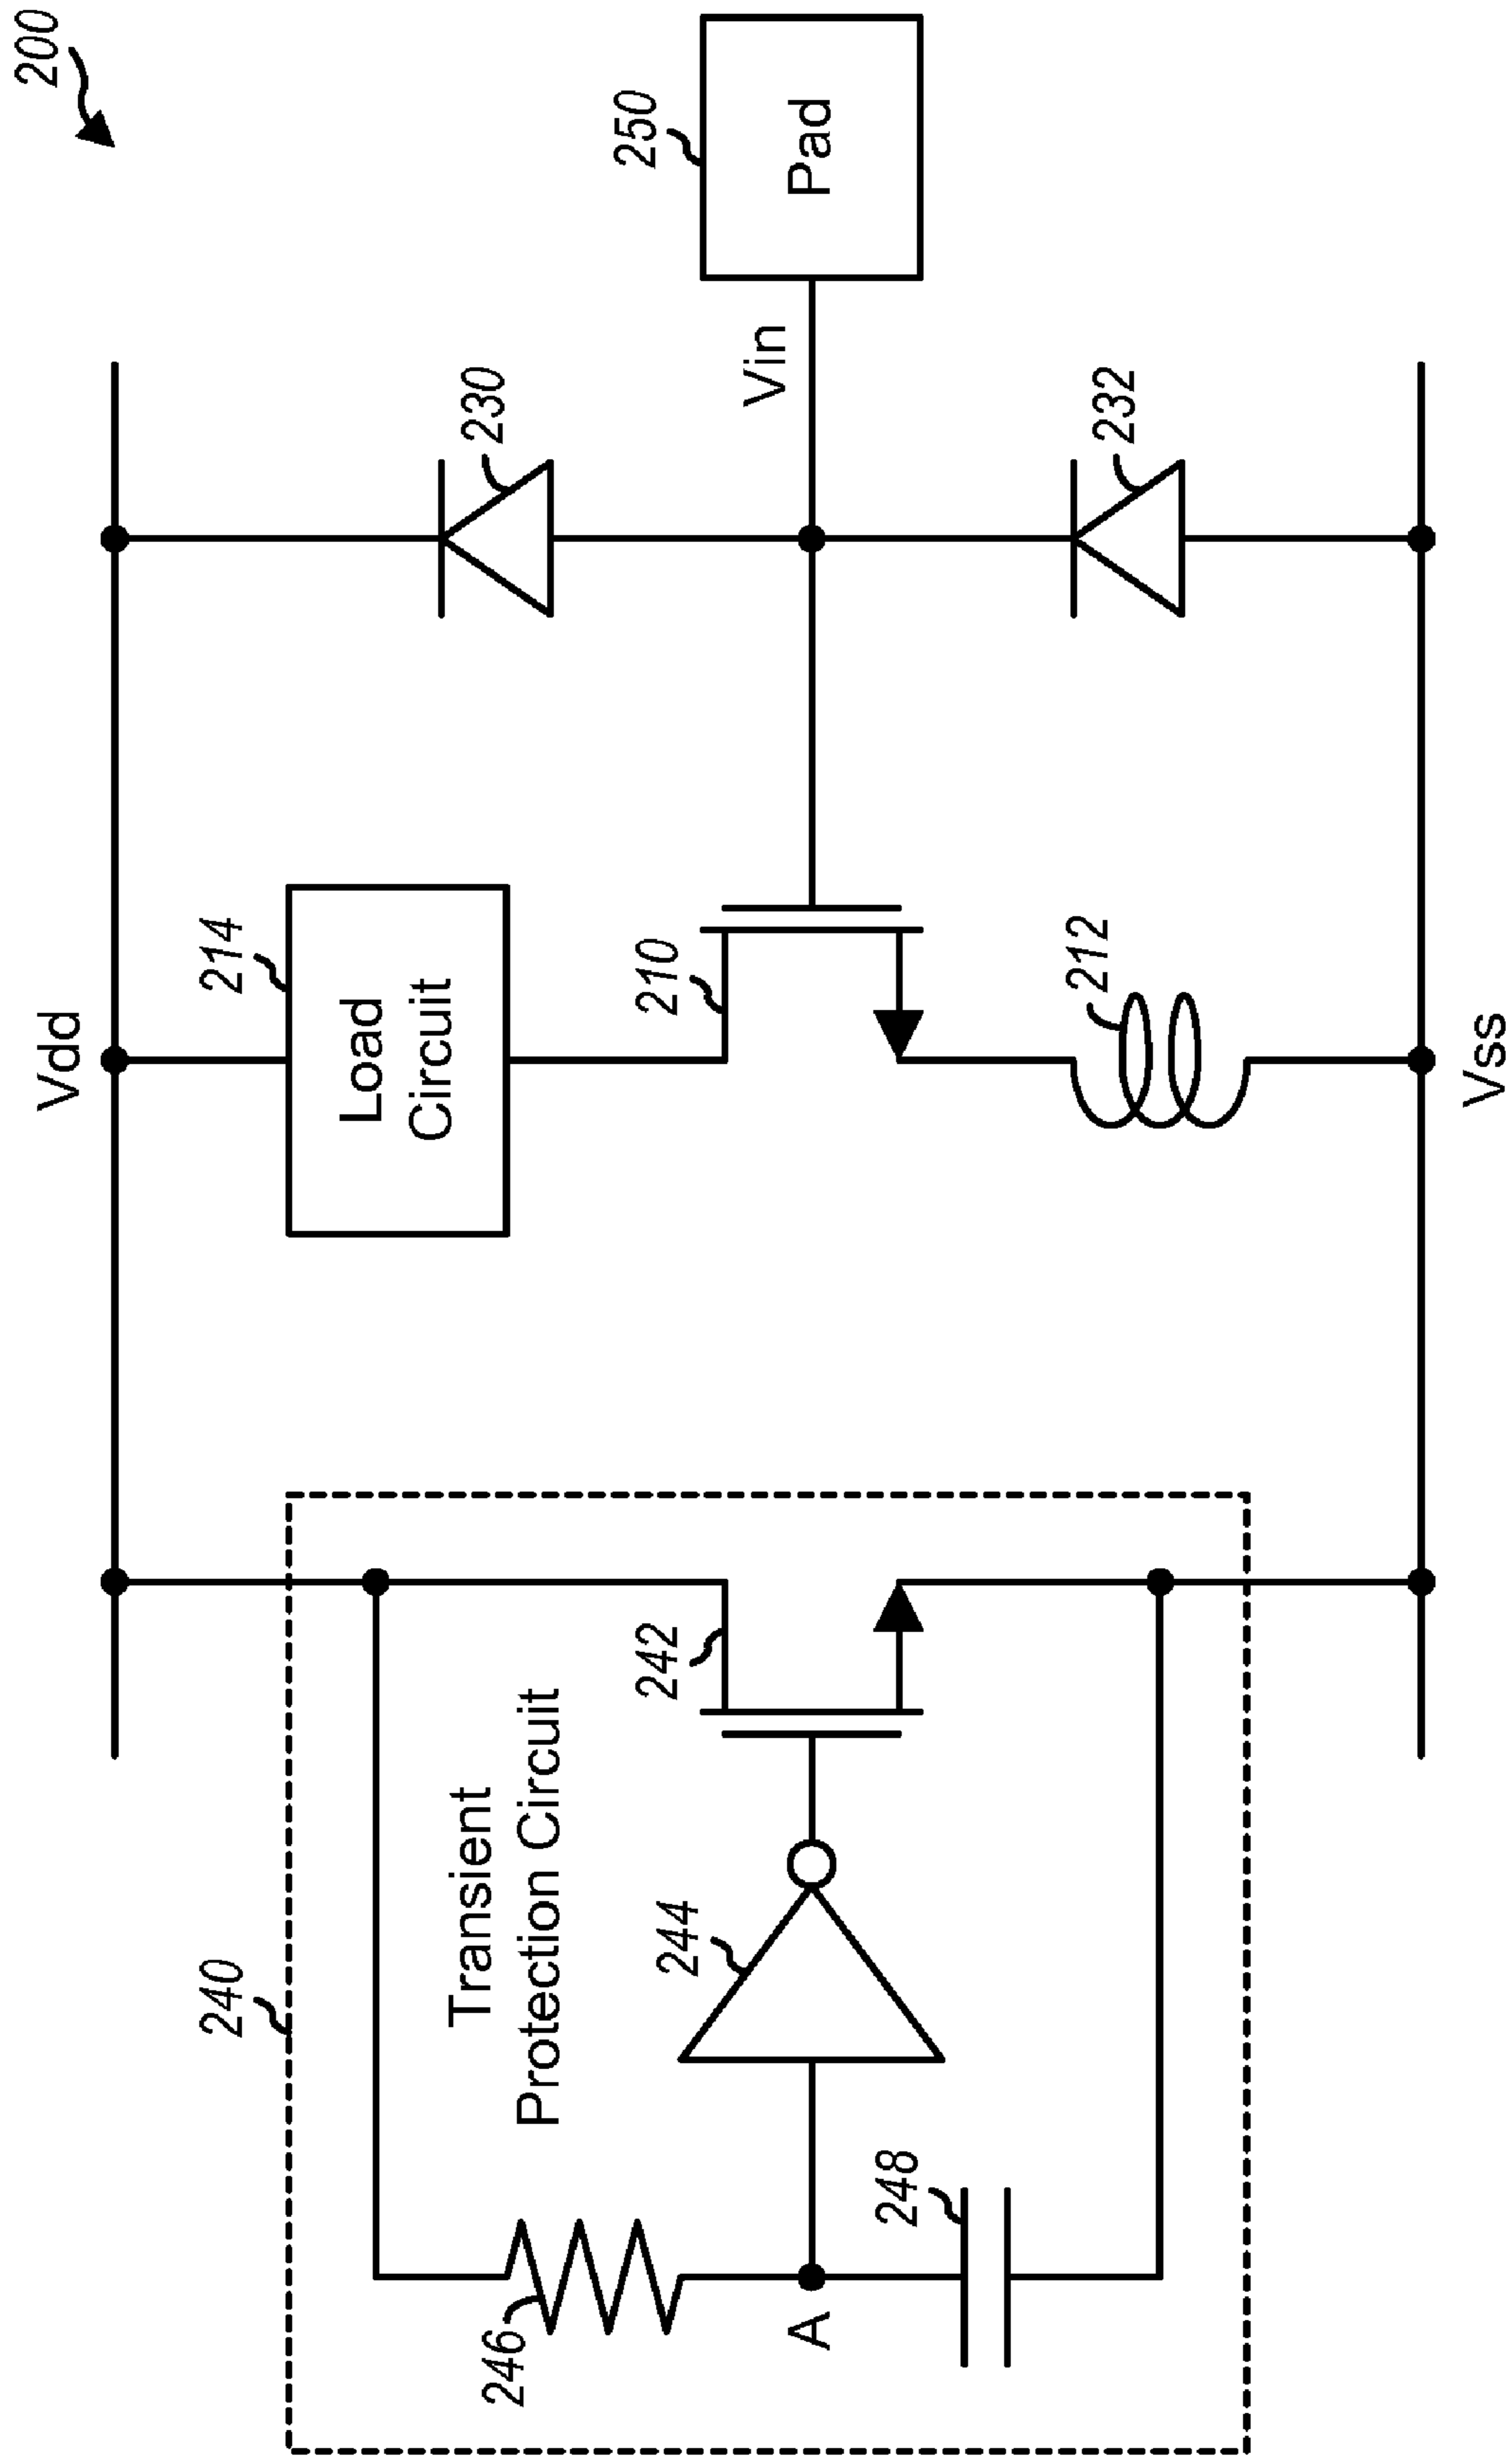 200
Vdd
240
Transient
Protection Circuit
246
A
248
244
242
214
Load
Circuit
210
212
230
232
Vin
250
Pad
Vss